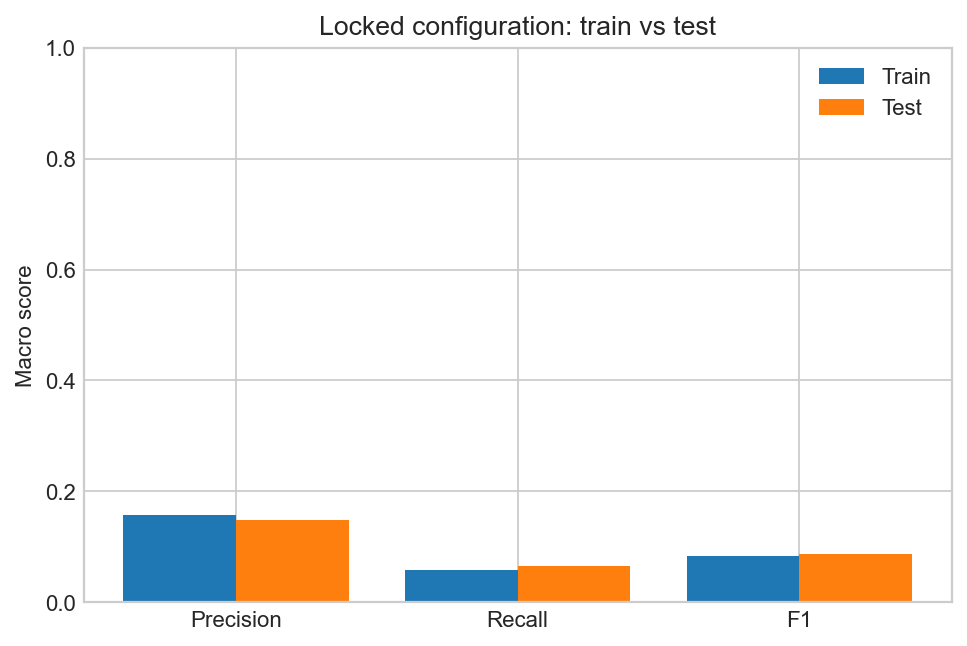 Locked configuration: train vs test
Macro score
1.0
0.8
0.6
0.4
0.2
0.0
Train
Test
Precision
Recall
F1